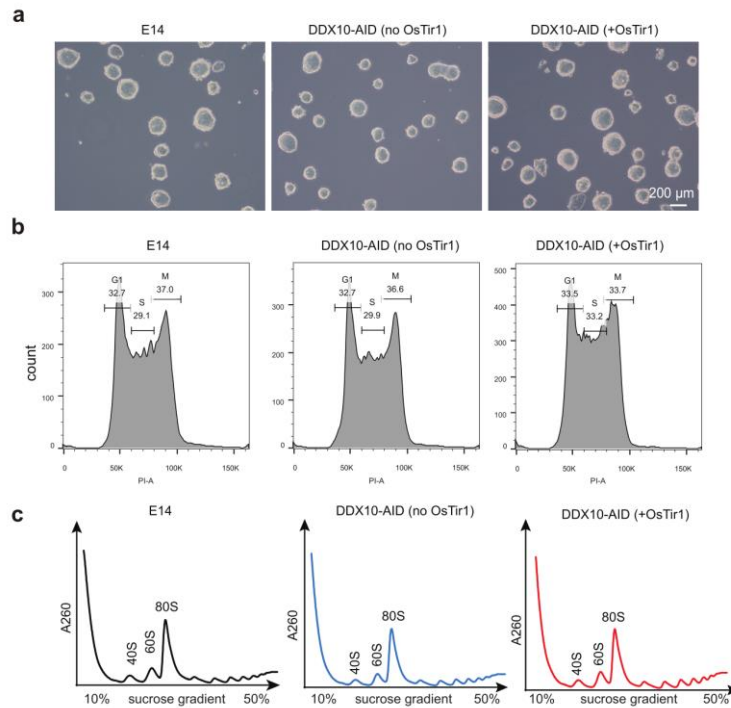 a
E14
DDX10-AID (no OsTir1)
DDX10-AID (+OsTir1)
200 µm
b
E14
DDX10-AID (no OsTir1)
DDX10-AID (+OsTir1)
count
300
200
100
0
G1
32.7
S
29.1
M
37.0
0
50K
100K
150K
PI-A
300
200
100
0
G1
32.7
S
29.9
M
36.6
0
50K
100K
150K
PI-A
500
400
300
200
100
0
G1
33.5
S
33.2
M
33.7
0
50K
100K
150K
PI-A
c
E14
DDX10-AID (no OsTir1)
DDX10-AID (+OsTir1)
A260
40S
60S
80S
10% sucrose gradient 50%
A260
40S
60S
80S
10% sucrose gradient 50%
A260
40S
60S
80S
10% sucrose gradient 50%